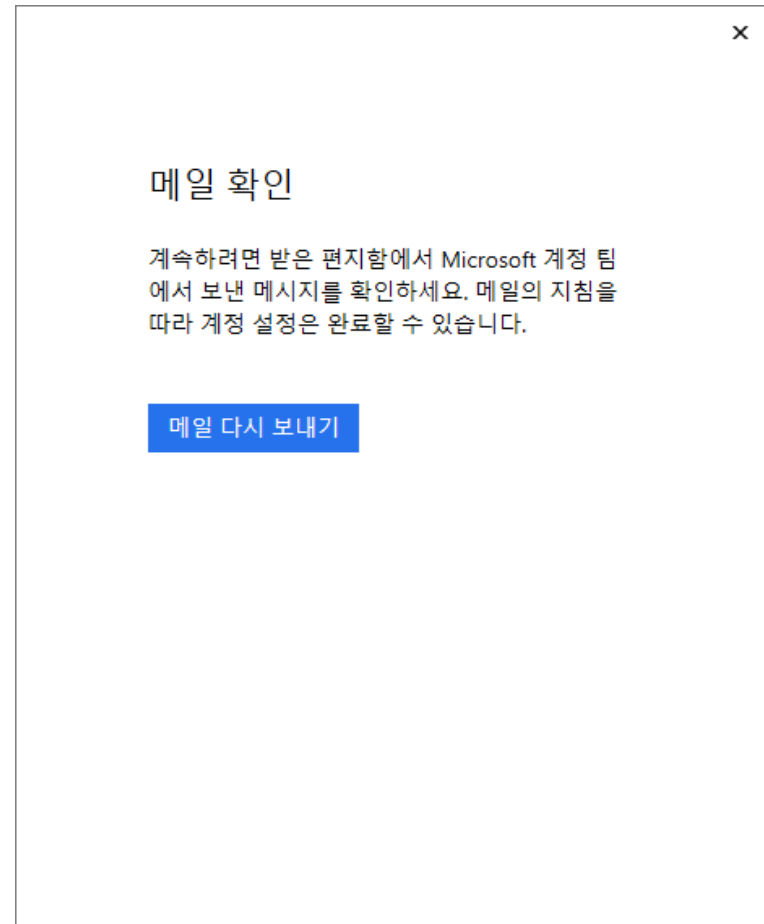 메일 확인
계속하려면 받은 편지함에서 Microsoft 계정 팀
에서 보낸 메시지를 확인하세요. 메일의 지침을
따라 계정 설정은 완료할 수 있습니다.
메일 다시 보내기